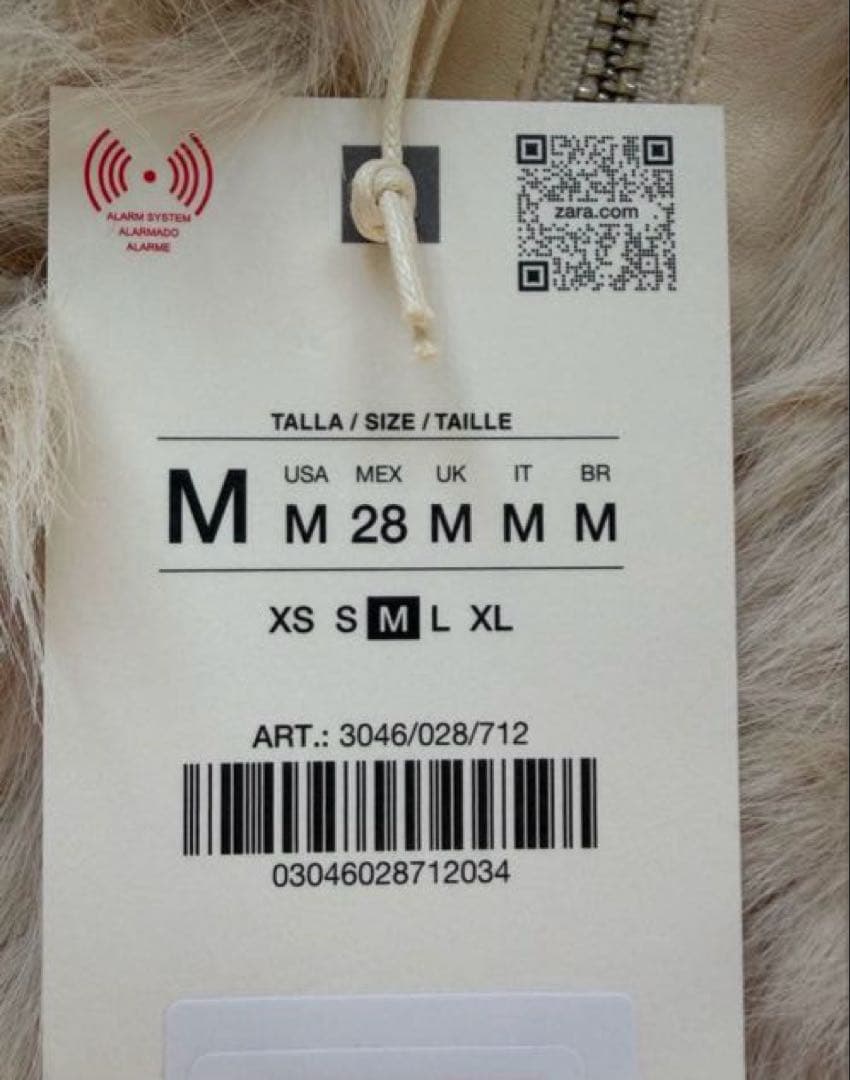 ALARM SYSTEM
ALARMADO
ALARME
zara.com
TALLA / SIZE / TAILLE
M
USA MEX UK IT BR
M 28 M M M
XS S M L XL
ART.: 3046/028/712
03046028712034